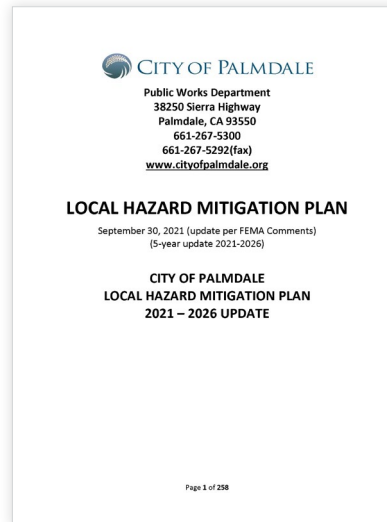 CITY OF PALMDALE
Public Works Department
38250 Sierra Highway
Palmdale, CA 93550
661-267-5300
661-267-5292(fax)
www.cityofpalmdale.org
LOCAL HAZARD MITIGATION PLAN
September 30, 2021 (update per FEMA Comments)
(5-year update 2021-2026)
CITY OF PALMDALE
LOCAL HAZARD MITIGATION PLAN
2021 – 2026 UPDATE
Page 1 of 258